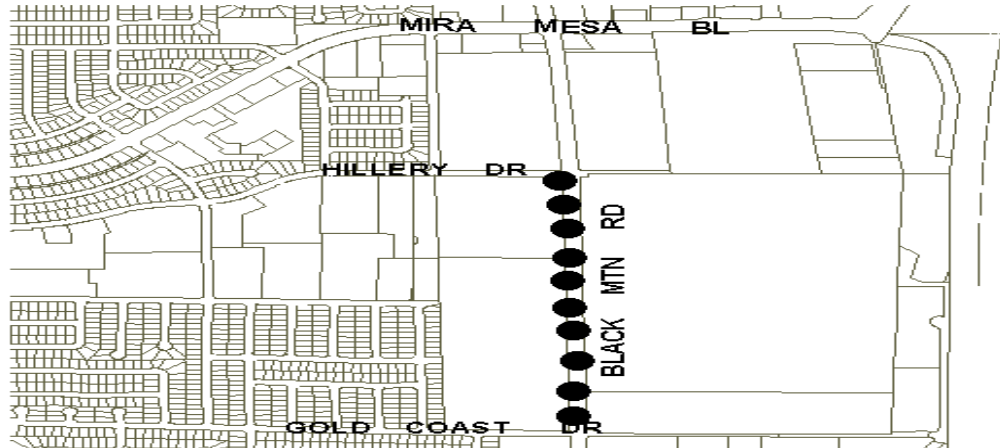 MIRA MESA BL
HILLERY DR
BLACK MTN RD
GOLD COAST DR